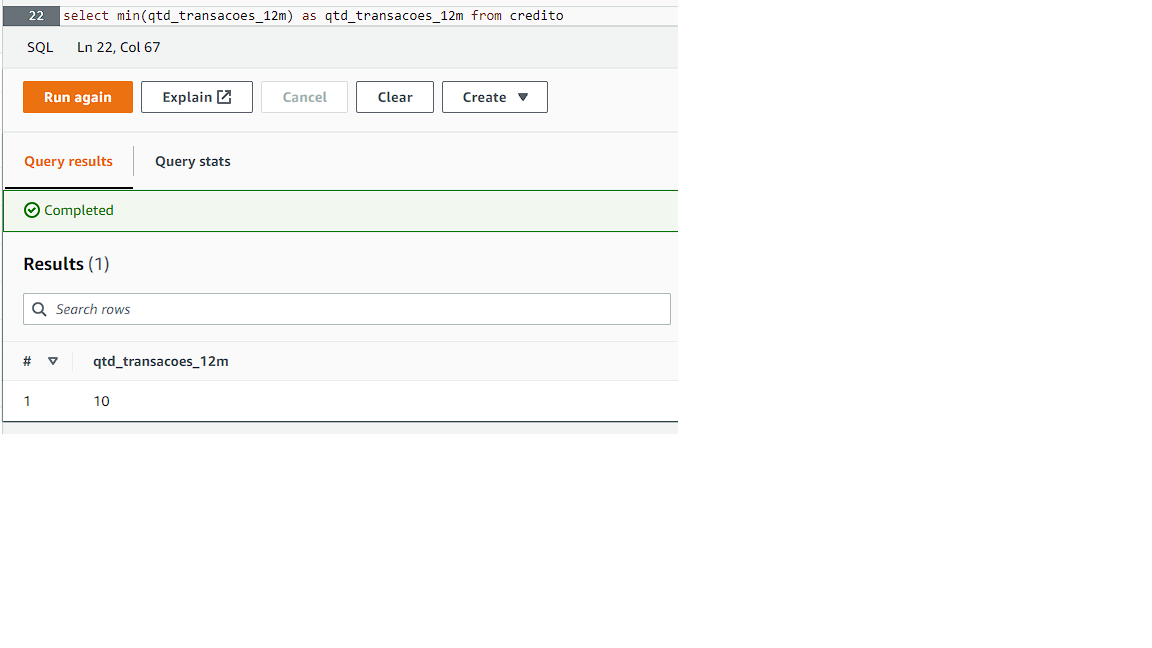 22 select min(qtd_transacoes_12m) as qtd_transacoes_12m from credito
SQL Ln 22, Col 67
Run again Explain Cancel Clear Create
Query results Query stats
Completed
Results (1)
Search rows
# qtd_transacoes_12m
1 10